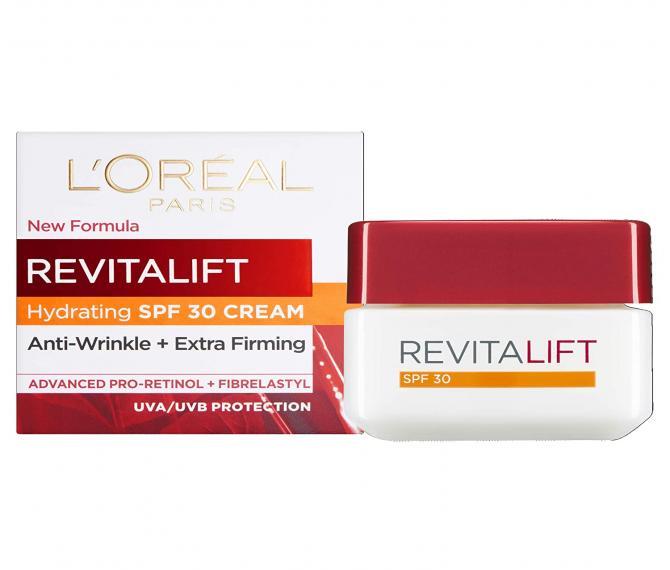 L'ORÉAL
PARIS
New Formula
REVITALIFT
Hydrating SPF 30 CREAM
Anti-Wrinkle + Extra Firming
ADVANCED PRO-RETINOL + FIBRELASTYL
UVA/UVB PROTECTION
REVITALIFT
SPF 30